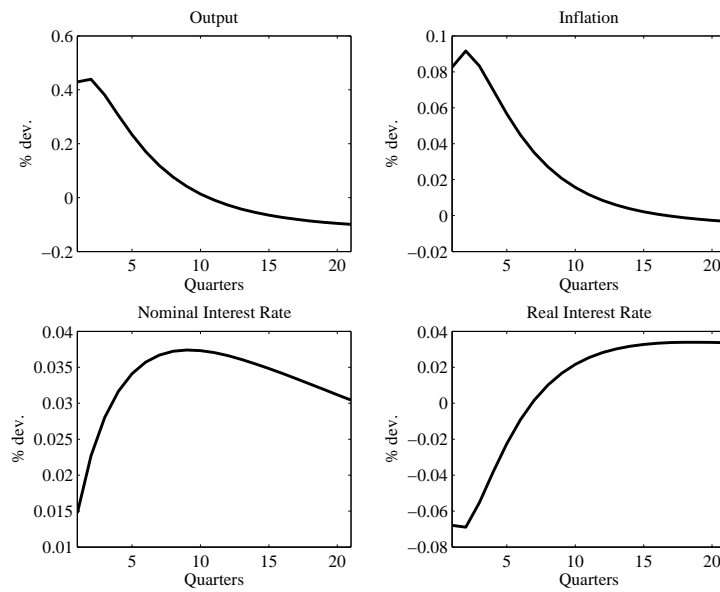 Output
0.6
0.4
0.2
0
−0.2
% dev.
5 10 15 20
Quarters
Inflation
0.1
0.08
0.06
0.04
0.02
0
−0.02
% dev.
5 10 15 20
Quarters
Nominal Interest Rate
0.04
0.035
0.03
0.025
0.02
0.015
0.01
% dev.
5 10 15 20
Quarters
Real Interest Rate
0.04
0.02
0
−0.02
−0.04
−0.06
−0.08
% dev.
5 10 15 20
Quarters